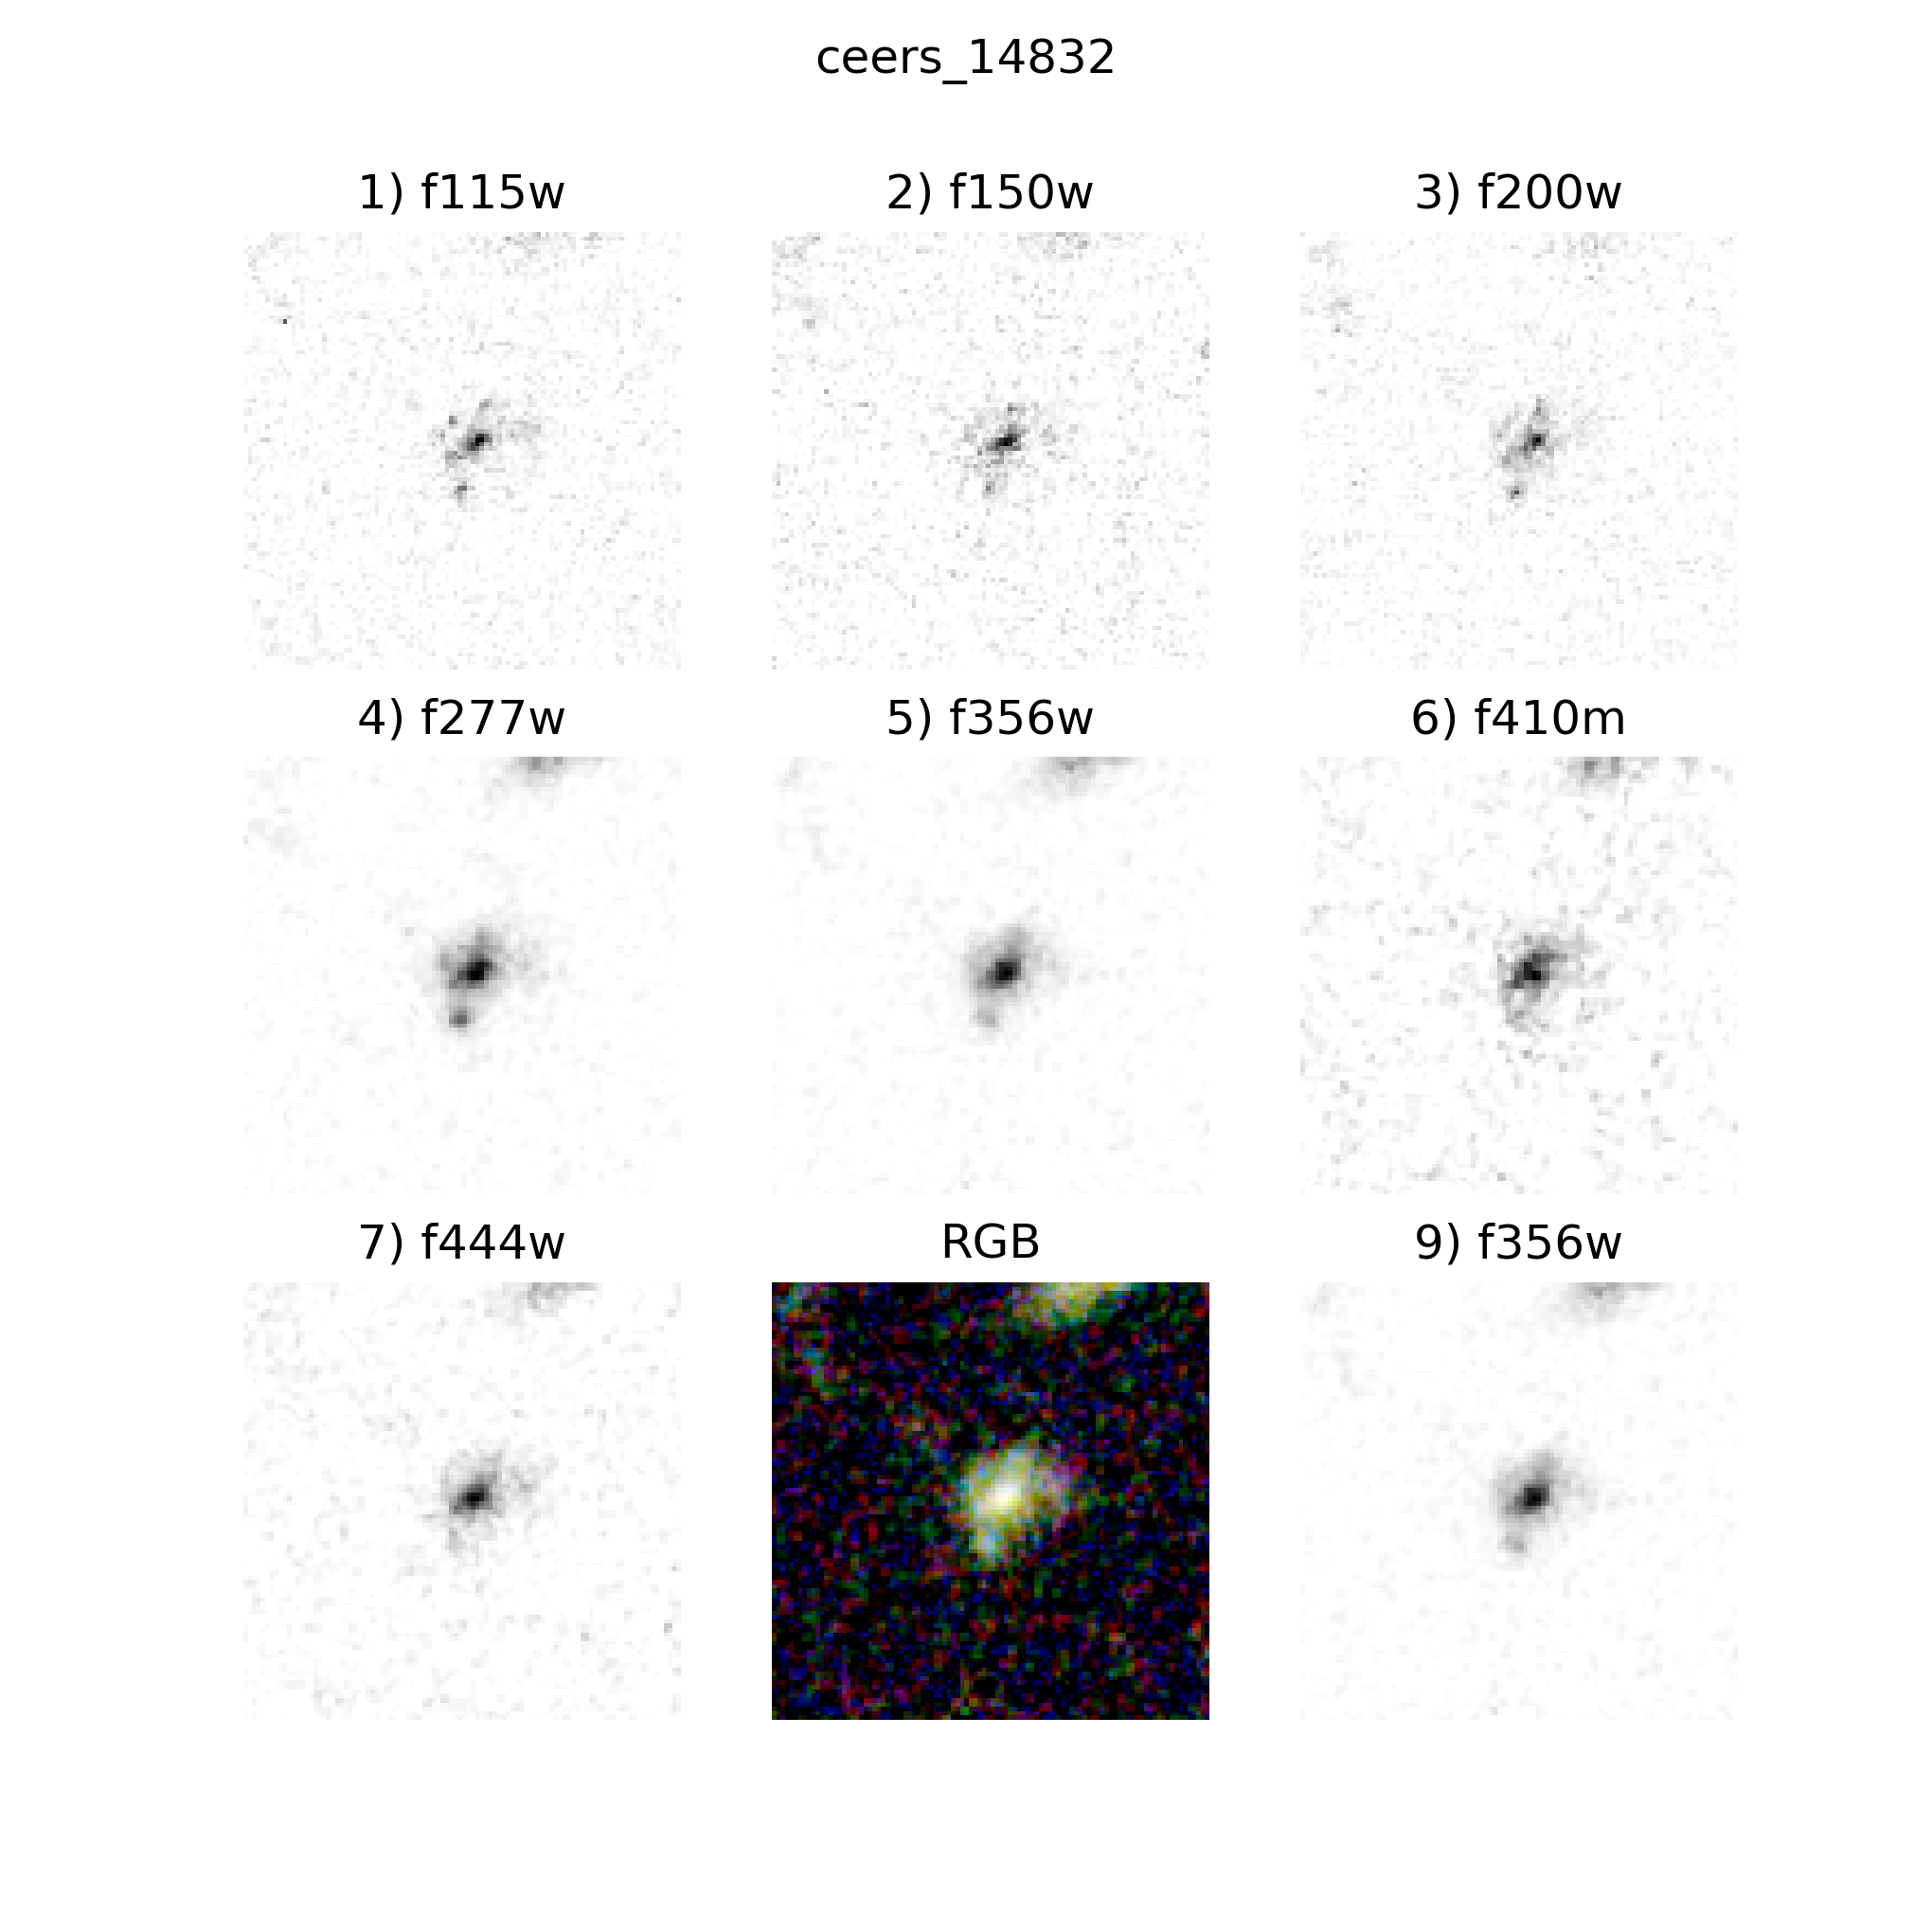 ceers_14832
1) f115w
2) f150w
3) f200w
4) f277w
5) f356w
6) f410m
7) f444w
RGB
9) f356w